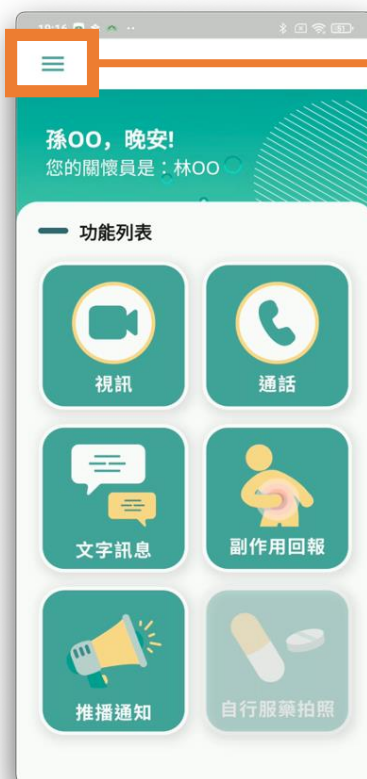 孫OO，晚安!
您的關懷員是：林OO
功能列表
視訊
通話
文字訊息
副作用回報
推播通知
自行服藥拍照